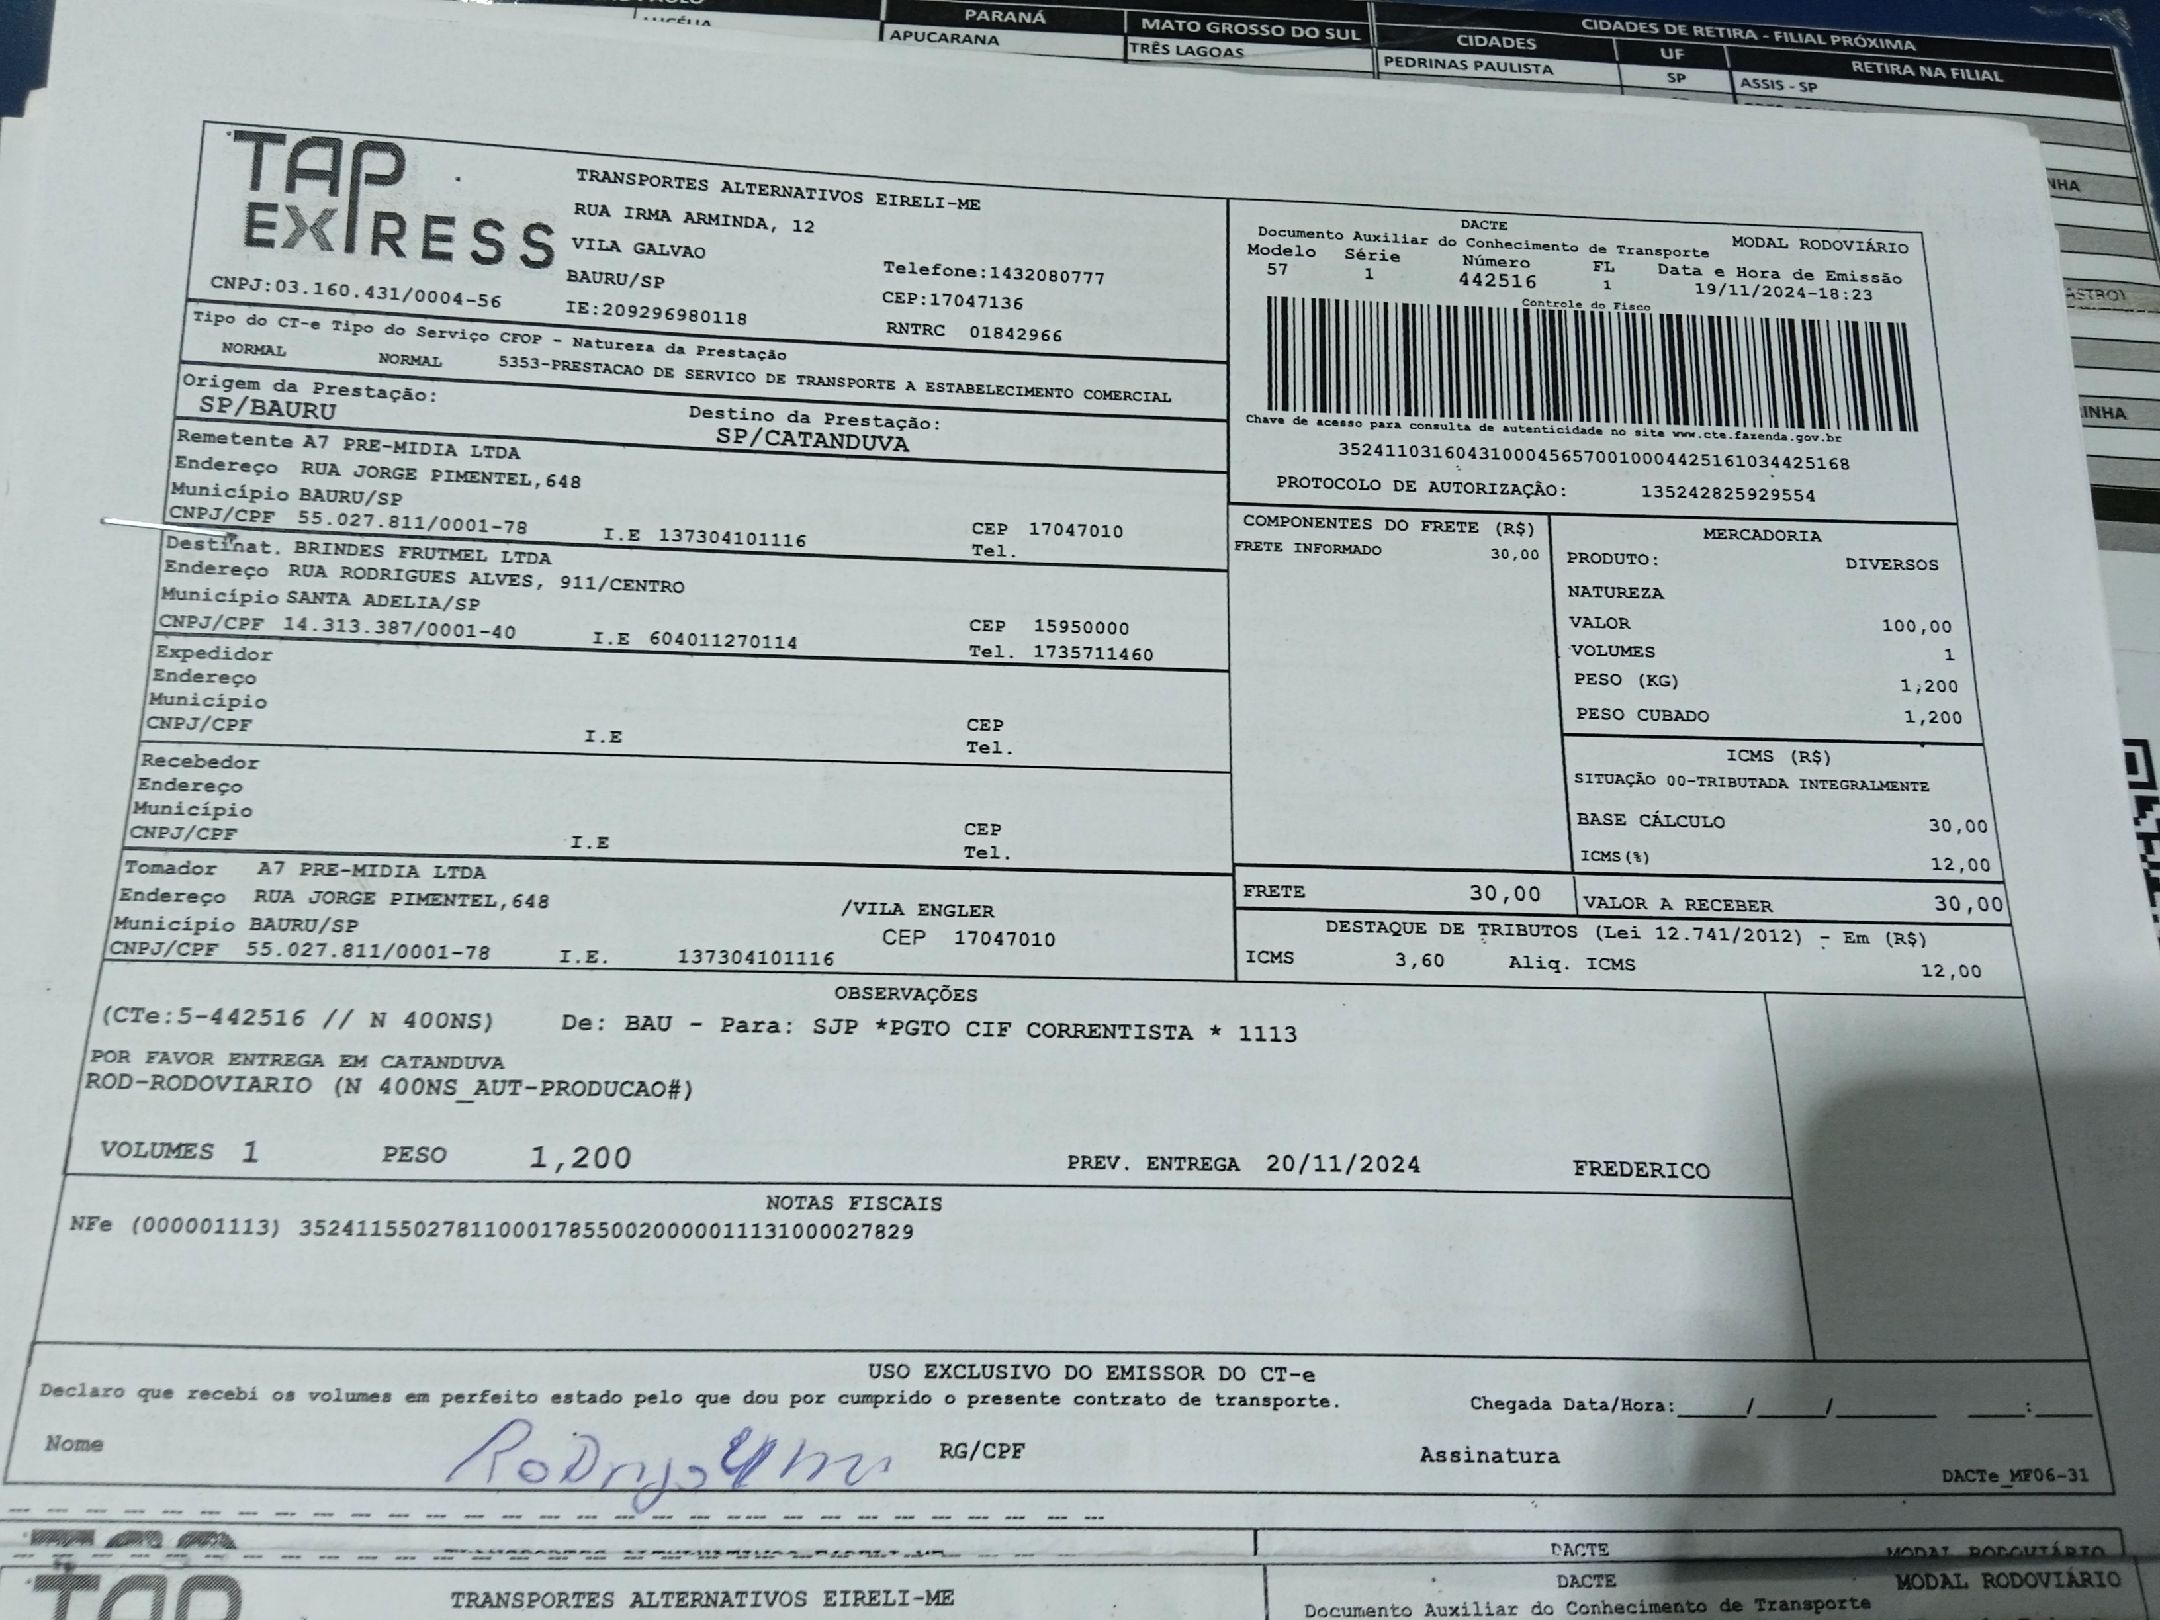 PARANÁ
MATO GROSSO DO SUL
CIDADES DE RETIRA - FILIAL PRÓXIMA
APUCARANA
TRÊS LAGOAS
CIDADES
UF
RETIRA NA FILIAL
PEDRINAS PAULISTA
SP
ASSIS - SP
TAP
EXPRESS
TRANSPORTES ALTERNATIVOS EIRELI-ME
RUA IRMA ARMINDA, 12
VILA GALVAO
BAURU/SP
Telefone:1432080777
CEP:17047136
CNPJ:03.160.431/0004-56
IE:209296980118
RNTRC 01842966
DACTE
Documento Auxiliar do Conhecimento de Transporte
MODAL RODOVIÁRIO
Modelo Série Número FL Data e Hora de Emissão
57 1 442516 1 19/11/2024-18:23
Controle do Fisco
Chave de acesso para consulta de autenticidade no site www.cte.fazenda.gov.br
35241103160431000456570010004425161034425168
PROTOCOLO DE AUTORIZAÇÃO: 135242825929554
Tipo do CT-e Tipo do Serviço CFOP - Natureza da Prestação
NORMAL NORMAL 5353-PRESTACAO DE SERVICO DE TRANSPORTE A ESTABELECIMENTO COMERCIAL
Origem da Prestação:
SP/BAURU
Destino da Prestação:
SP/CATANDUVA
Remetente A7 PRE-MIDIA LTDA
Endereço RUA JORGE PIMENTEL,648
Município BAURU/SP
CNPJ/CPF 55.027.811/0001-78 I.E 137304101116 CEP 17047010
Tel.
Destinat. BRINDES FRUTMEL LTDA
Endereço RUA RODRIGUES ALVES, 911/CENTRO
Município SANTA ADELIA/SP
CNPJ/CPF 14.313.387/0001-40 I.E 604011270114 CEP 15950000
Tel. 1735711460
Expedidor
Endereço
Município
CNPJ/CPF I.E CEP
Tel.
Recebedor
Endereço
Município
CNPJ/CPF I.E CEP
Tel.
Tomador A7 PRE-MIDIA LTDA
Endereço RUA JORGE PIMENTEL,648 /VILA ENGLER
Município BAURU/SP CEP 17047010
CNPJ/CPF 55.027.811/0001-78 I.E. 137304101116
COMPONENTES DO FRETE (R$)
FRETE INFORMADO 30,00
MERCADORIA
PRODUTO: DIVERSOS
NATUREZA
VALOR 100,00
VOLUMES 1
PESO (KG) 1,200
PESO CUBADO 1,200
ICMS (R$)
SITUAÇÃO 00-TRIBUTADA INTEGRALMENTE
BASE CÁLCULO 30,00
ICMS(%) 12,00
FRETE 30,00 VALOR A RECEBER 30,00
DESTAQUE DE TRIBUTOS (Lei 12.741/2012) - Em (R$)
ICMS 3,60 Aliq. ICMS 12,00
OBSERVAÇÕES
(CTe:5-442516 // N 400NS) De: BAU - Para: SJP *PGTO CIF CORRENTISTA * 1113
POR FAVOR ENTREGA EM CATANDUVA
ROD-RODOVIARIO (N 400NS_AUT-PRODUCAO#)
VOLUMES 1 PESO 1,200 PREV. ENTREGA 20/11/2024 FREDERICO
NOTAS FISCAIS
NFe (000001113) 35241155027811000178550020000011131000027829
USO EXCLUSIVO DO EMISSOR DO CT-e
Declaro que recebi os volumes em perfeito estado pelo que dou por cumprido o presente contrato de transporte.
Chegada Data/Hora:____/____/______ ___:___
Nome Rodrigo RG/CPF Assinatura
DACTe_MF06-31
DACTE
MODAL RODOVIÁRIO
TAP
TRANSPORTES ALTERNATIVOS EIRELI-ME
DACTE
MODAL RODOVIÁRIO
Documento Auxiliar do Conhecimento de Transporte